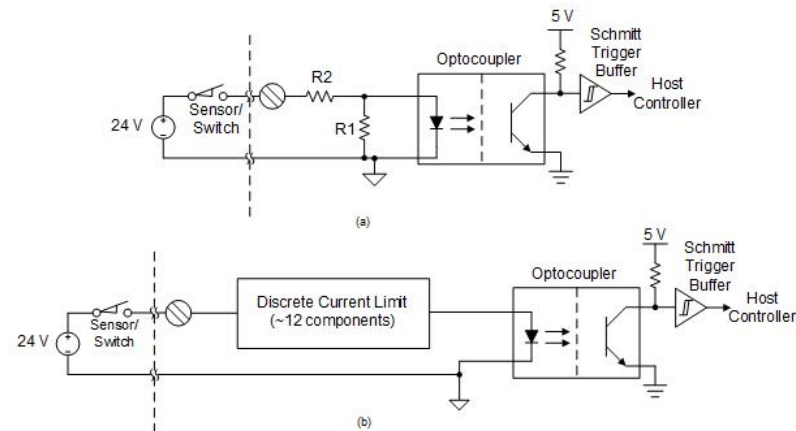 5 V
Schmitt
Trigger
Buffer
Optocoupler
Host
Controller
R2
Sensor/
Switch
R1
24 V
(a)
5 V
Schmitt
Trigger
Buffer
Optocoupler
Host
Controller
Discrete Current Limit
(~12 components)
Sensor/
Switch
24 V
(b)